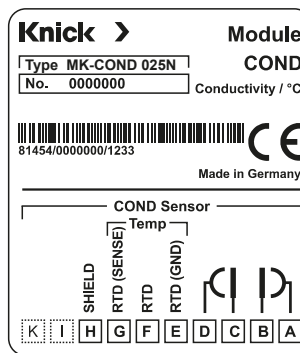 Knick >
Module
COND
Type MK-COND 025N
No. 0000000
Conductivity / °C
81454/0000000/1233
CE
Made in Germany
COND Sensor
Temp
SHIELD
RTD (SENSE)
RTD
RTD (GND)
K I H G F E D C B A